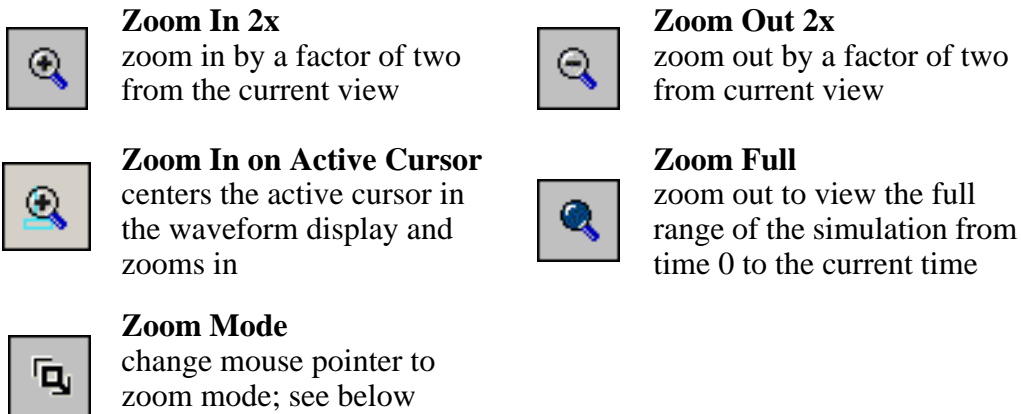 Zoom In 2x
zoom in by a factor of two
from the current view
Zoom Out 2x
zoom out by a factor of two
from current view
Zoom In on Active Cursor
centers the active cursor in
the waveform display and
zooms in
Zoom Full
zoom out to view the full
range of the simulation from
time 0 to the current time
Zoom Mode
change mouse pointer to
zoom mode; see below